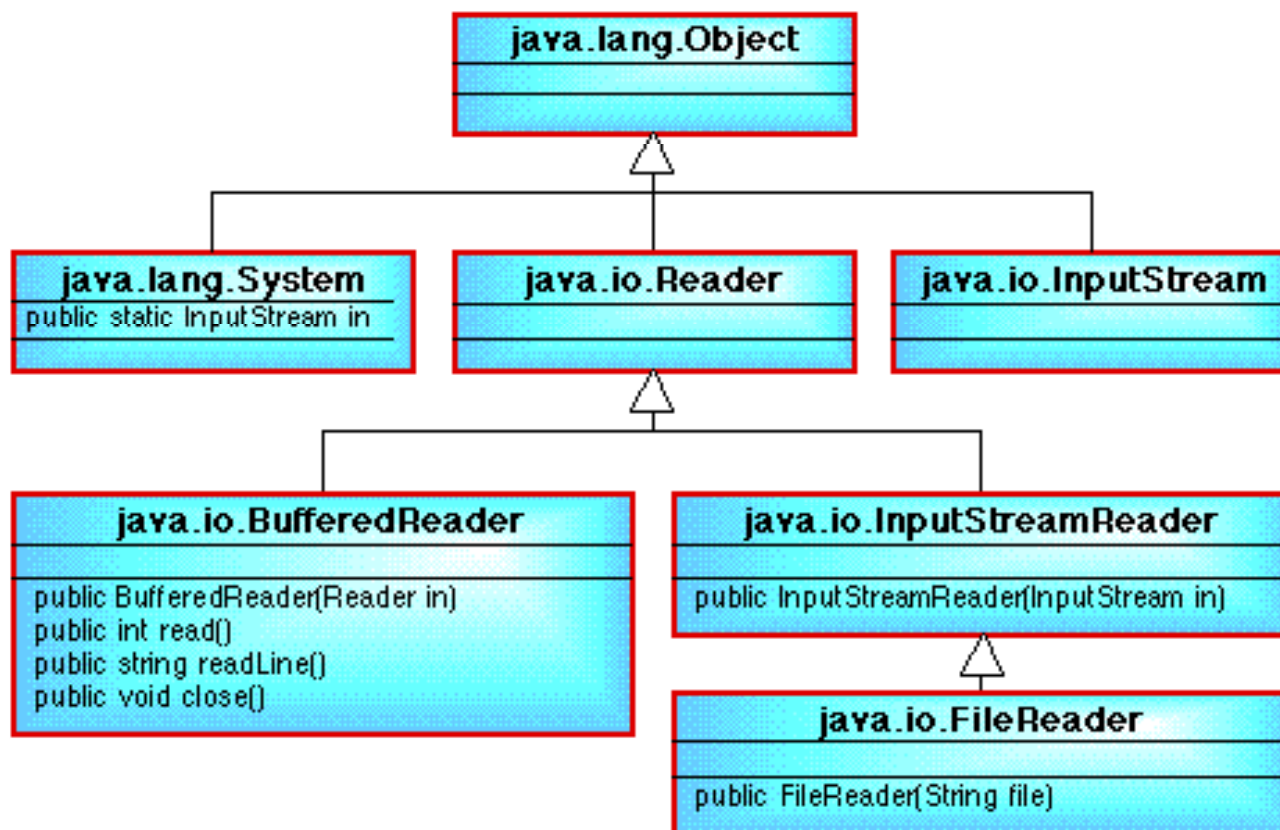 java.lang.Object
java.lang.System
public static InputStream in
java.io.Reader
java.io.InputStream
java.io.BufferedReader
public BufferedReader(Reader in)
public int read()
public string readLine()
public void close()
java.io.InputStreamReader
public InputStreamReader(InputStream in)
java.io.FileReader
public FileReader(String file)